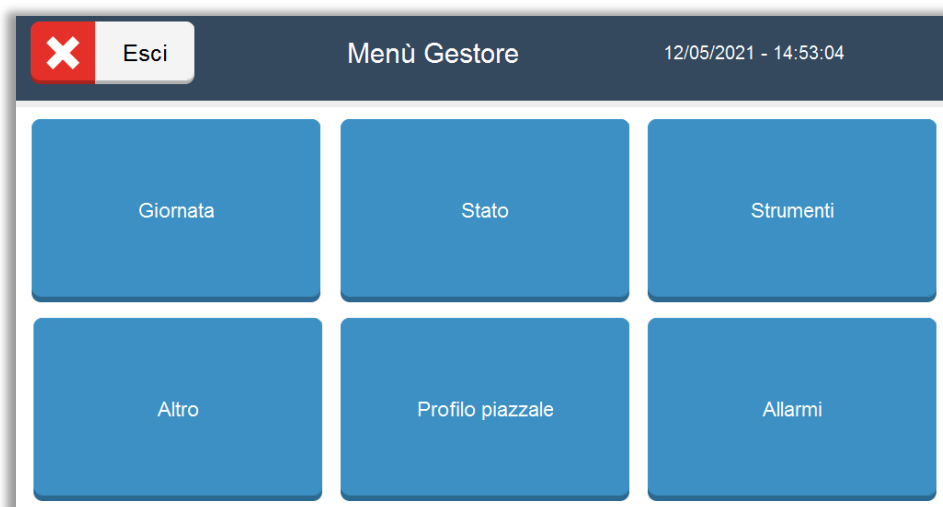 Esci Menù Gestore 12/05/2021 - 14:53:04
Giornata Stato Strumenti
Altro Profilo piazzale Allarmi